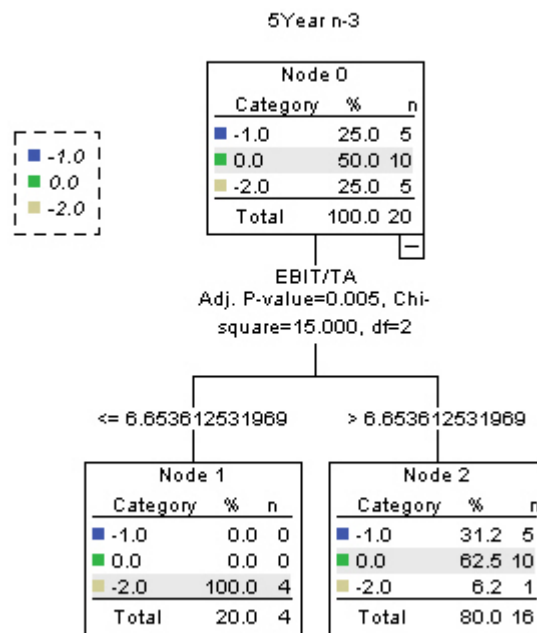 5Year n-3
Node 0
Category % n
-1.0 25.0 5
0.0 50.0 10
-2.0 25.0 5
Total 100.0 20
-1.0
0.0
-2.0
EBIT/TA
Adj. P-value=0.005, Chi-
square=15.000, df=2
<= 6.653612531969
> 6.653612531969
Node 1
Category % n
-1.0 0.0 0
0.0 0.0 0
-2.0 100.0 4
Total 20.0 4
Node 2
Category % n
-1.0 31.2 5
0.0 62.5 10
-2.0 6.2 1
Total 80.0 16